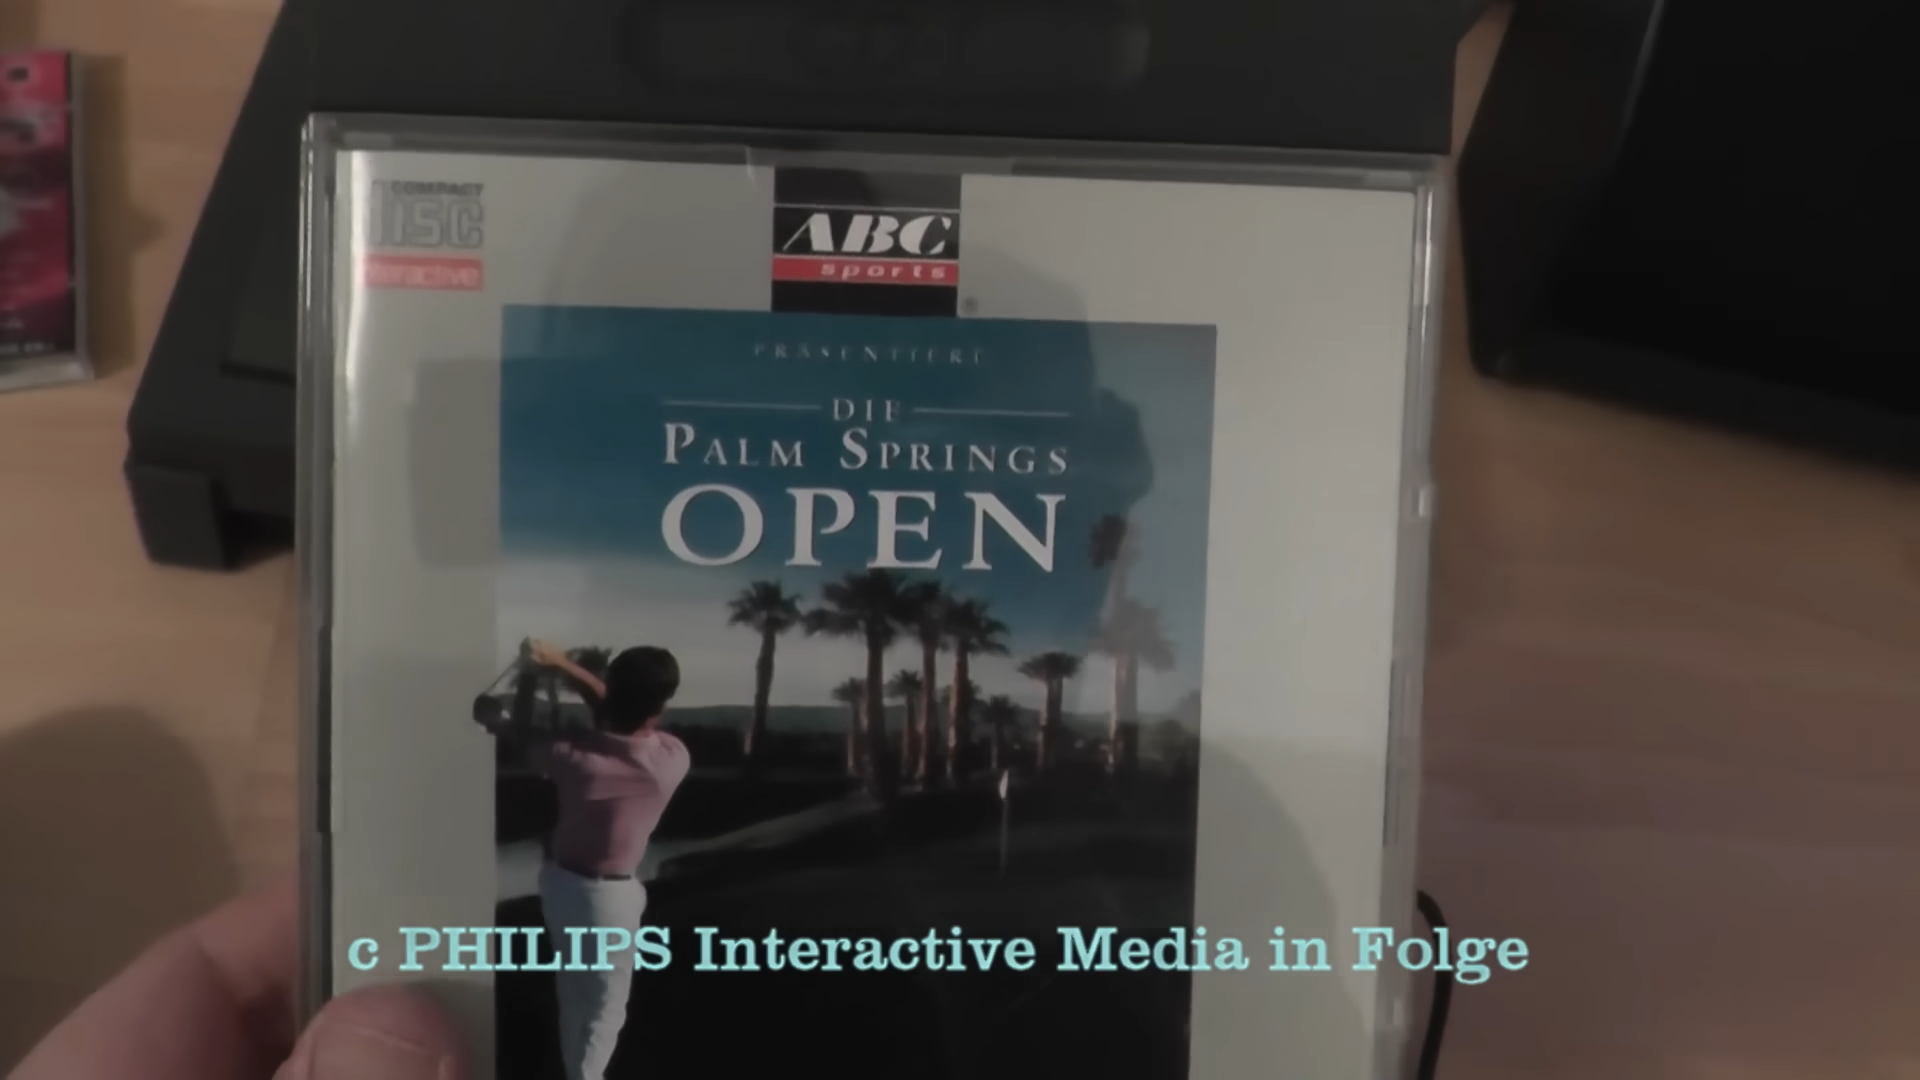 COMPACT
DISC
Interactive
ABC
sports
®
PRÄSENTIERT
DIE
PALM SPRINGS
OPEN
c PHILIPS Interactive Media in Folge